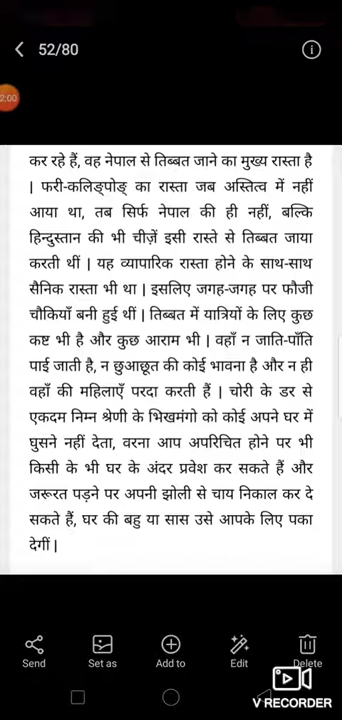 52/80
2:00
कर रहे हैं, वह नेपाल से तिब्बत जाने का मुख्य रास्ता है
| फरी-कलिङ्पोङ् का रास्ता जब अस्तित्व में नहीं
आया था, तब सिर्फ नेपाल की ही नहीं, बल्कि
हिन्दुस्तान की भी चीज़ें इसी रास्ते से तिब्बत जाया
करती थीं | यह व्यापारिक रास्ता होने के साथ-साथ
सैनिक रास्ता भी था | इसलिए जगह-जगह पर फौजी
चौकियाँ बनी हुई थीं | तिब्बत में यात्रियों के लिए कुछ
कष्ट भी है और कुछ आराम भी | वहाँ न जाति-पाँति
पाई जाती है, न छुआछूत की कोई भावना है और न ही
वहाँ की महिलाएँ परदा करती हैं | चोरी के डर से
एकदम निम्न श्रेणी के भिखमंगो को कोई अपने घर में
घुसने नहीं देता, वरना आप अपरिचित होने पर भी
किसी के भी घर के अंदर प्रवेश कर सकते हैं और
जरूरत पड़ने पर अपनी झोली से चाय निकाल कर दे
सकते हैं, घर की बहु या सास उसे आपके लिए पका
देगीं |
Send Set as Add to Edit Delete
V RECORDER